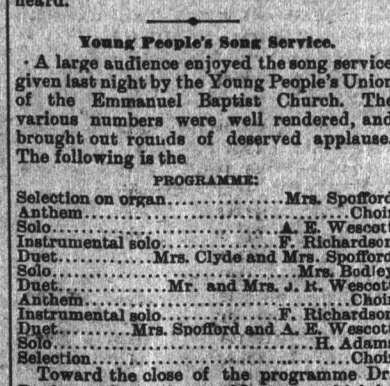 heard.
Young People's Song Service.
A large audience enjoyed the song service
given last night by the Young People's Union
of the Emmanuel Baptist Church. The
various numbers were well rendered, and
brought out rounds of deserved applause.
The following is the
PROGRAMME:
Selection on organ..............Mrs. Spofford
Anthem..............Choir
Solo..............A. E. Wescott
Instrumental solo..............F. Richardson
Duet..............Mrs. Clyde and Mrs. Spofford
Solo..............Mrs. Bodley
Duet..............Mr. and Mrs. J. R. Wescott
Anthem..............Choir
Instrumental solo..............F. Richardson
Duet..............Mrs. Spofford and A. E. Wescott
Solo..............H. Adams
Selection..............Choir
Toward the close of the programme Dr